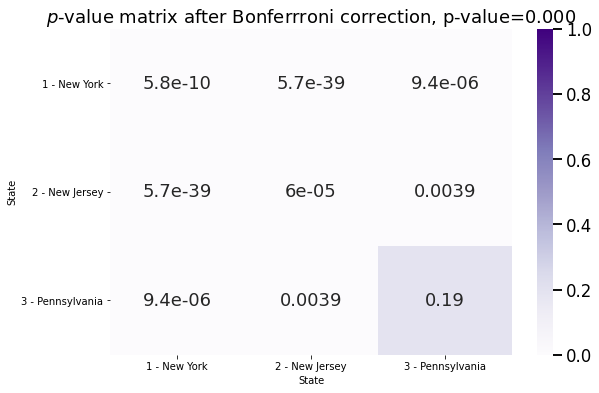 p-value matrix after Bonferrroni correction, p-value=0.000
1 - New York 5.8e-10 5.7e-39 9.4e-06
2 - New Jersey 5.7e-39 6e-05 0.0039
3 - Pennsylvania 9.4e-06 0.0039 0.19
State
1 - New York 2 - New Jersey 3 - Pennsylvania
State
1.0
0.8
0.6
0.4
0.2
0.0